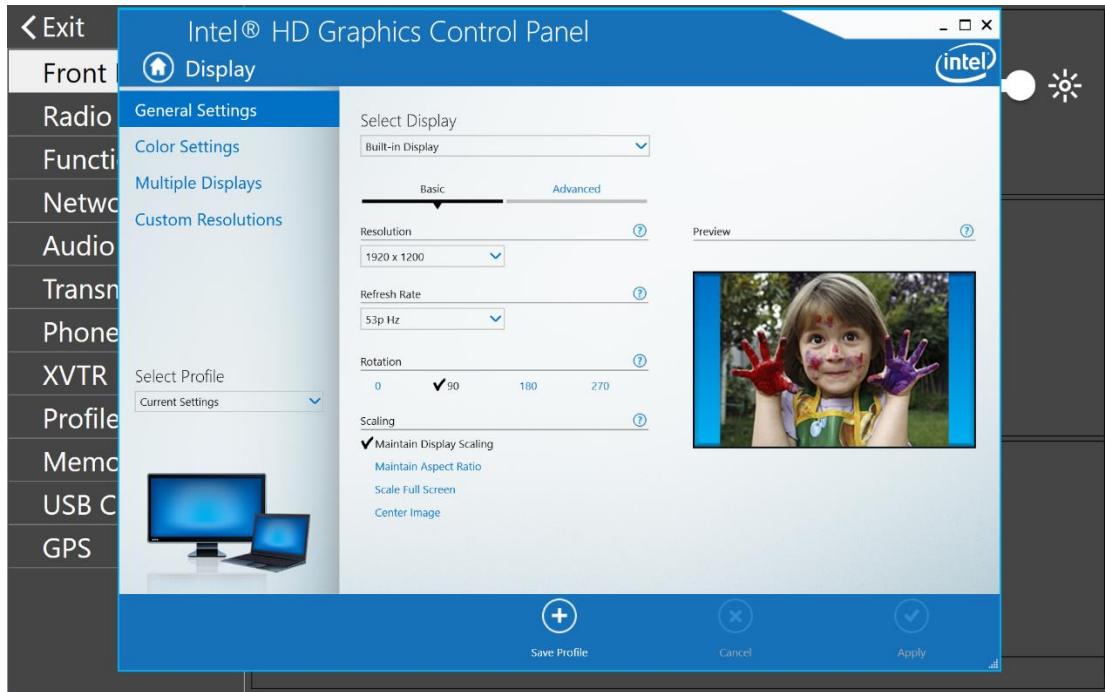 Exit
Front
Radio
Functi
Netwo
Audio
Transm
Phone
XVTR
Profile
Memo
USB C
GPS
Intel® HD Graphics Control Panel
Display
intel
General Settings
Color Settings
Multiple Displays
Custom Resolutions
Select Profile
Current Settings
Select Display
Built-in Display
Basic Advanced
Resolution ?
1920 x 1200
Refresh Rate ?
53p Hz
Rotation ?
0 90 180 270
Scaling ?
Maintain Display Scaling
Maintain Aspect Ratio
Scale Full Screen
Center Image
Preview ?
Save Profile Cancel Apply